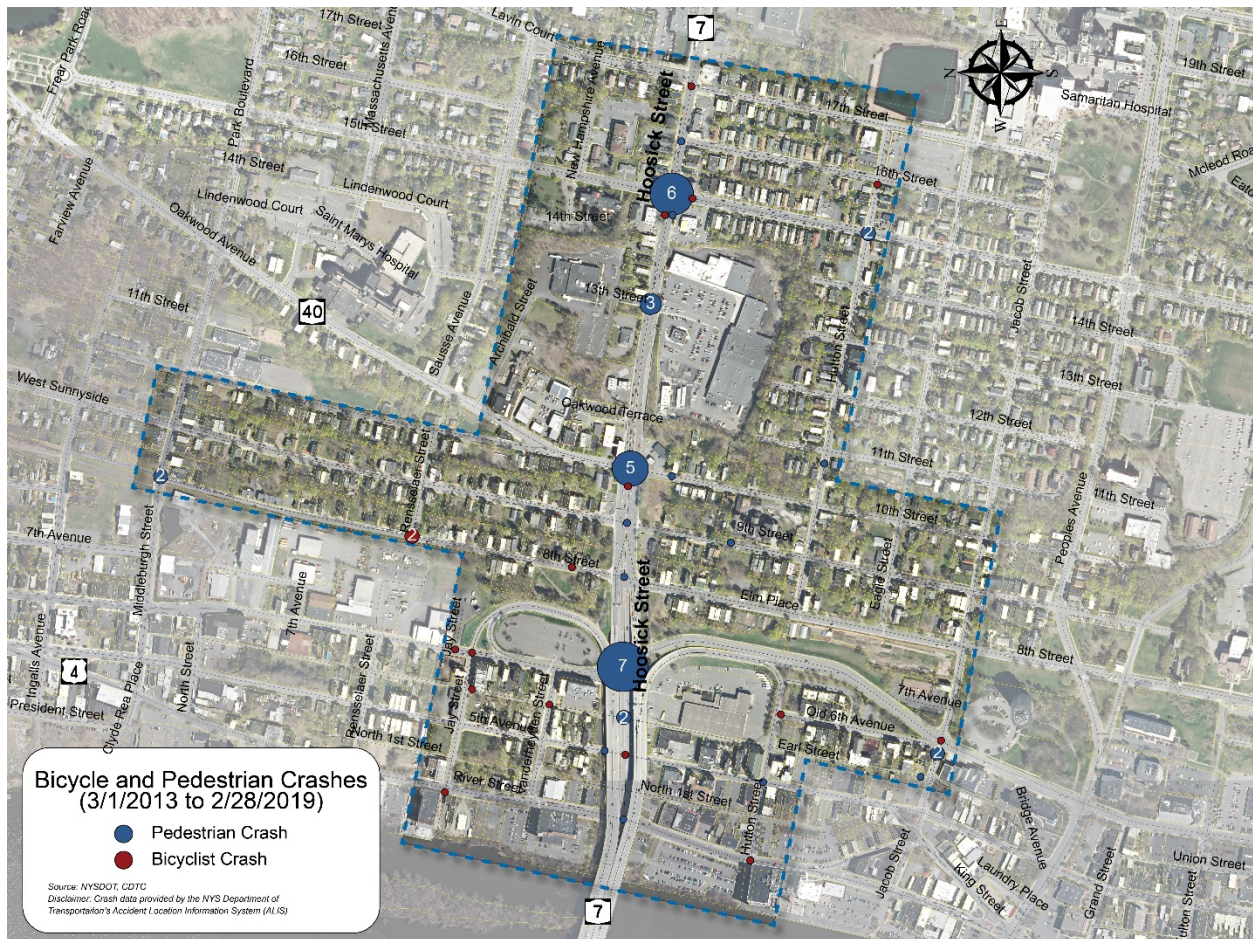 Frear Park Road
Massachusetts Avenue
Lavin Court
7
E
N
S
W
16th Street
Park Boulevard
15th Street
New Hampshire Avenue
Hoosick Street
17th Street
19th Street
Samaritan Hospital
Farview Avenue
14th Street
Lindenwood Court
Lindenwood Court
Saint Marys Hospital
Oakwood Avenue
6
16th Street
Mcleod Road
14th Street
2
11th Street
40
Sausse Avenue
Archibald Street
13th Street
3
Jacob Street
14th Street
13th Street
Hutton Street
West Sunnyside
Oakwood Terrace
12th Street
11th Street
5
2
Rensselaer Street
11th Street
10th Street
Peoples Avenue
7th Avenue
2
9th Street
8th Street
Middleburgh Street
Eagle Street
Elm Place
Hoosick Street
7th Avenue
Jay Street
7
8th Street
Ingalls Avenue
4
North Street
Rensselaer Street
7th Avenue
President Street
Clyde Rea Place
Jay Street
5th Avenue
Vanderheyden Street
2
Old 6th Avenue
North 1st Street
Earl Street
2
River Street
North 1st Street
Hutton Street
Bridge Avenue
Jacob Street
King Street
Laundry Place
Grand Street
Union Street
7
Bicycle and Pedestrian Crashes
(3/1/2013 to 2/28/2019)
Pedestrian Crash
Bicyclist Crash
Source: NYSDOT, CDTC
Disclaimer: Crash data provided by the NYS Department of
Transportaiton's Accident Location Information System (ALIS)